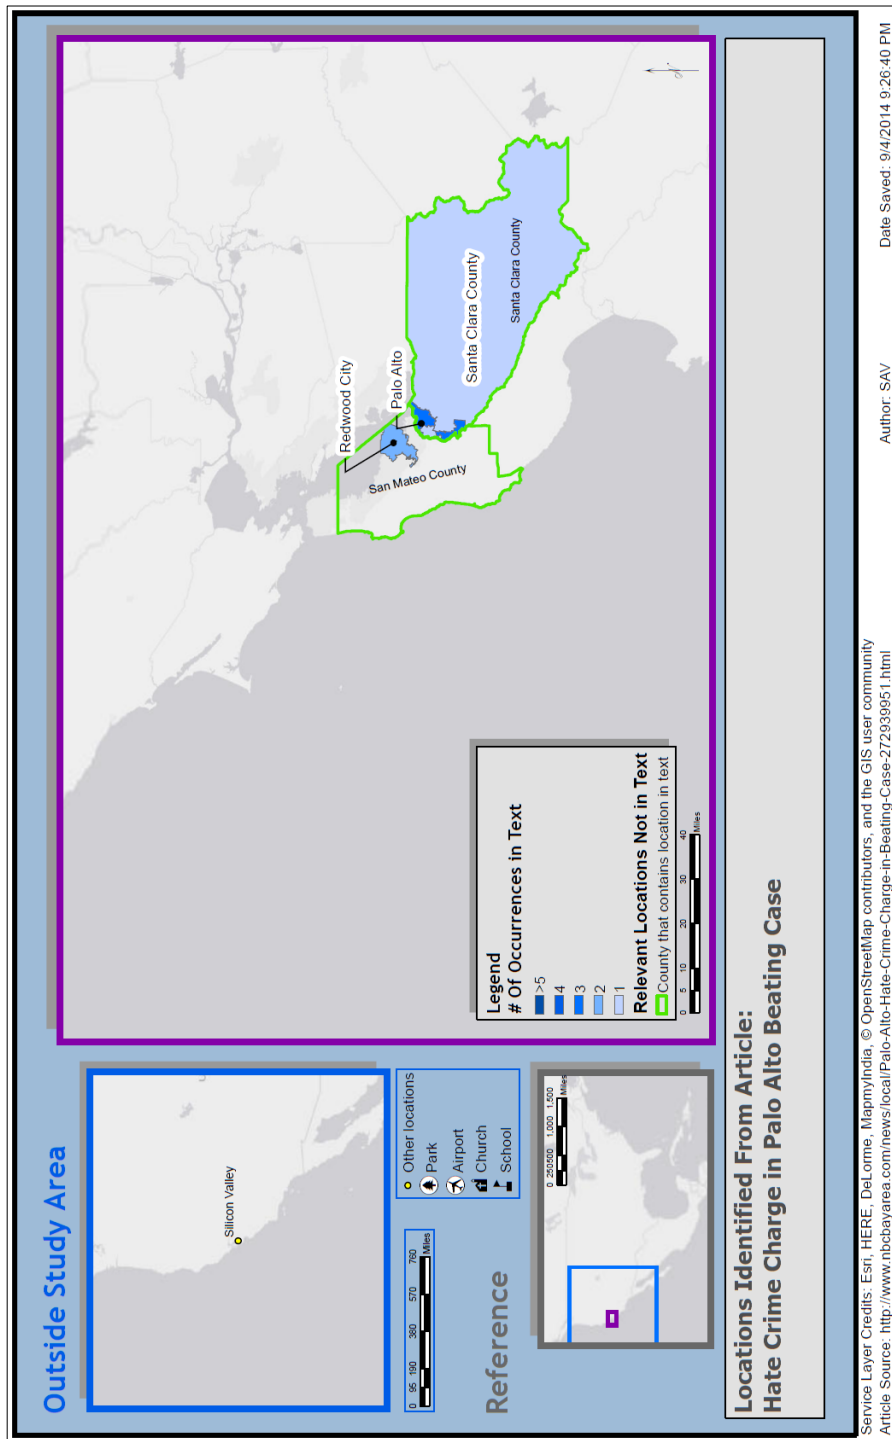 Outside Study Area
Silicon Valley
0 95 190 380 570 760
Miles
Other locations
Park
Airport
Church
School
Reference
0 250500 1,000 1,500
Miles
Redwood City
Palo Alto
San Mateo County
Santa Clara County
Santa Clara County
N
Legend
# Of Occurrences in Text
>5
4
3
2
1
Relevant Locations Not in Text
County that contains location in text
0 5 10 20 30 40
Miles
Locations Identified From Article:
Hate Crime Charge in Palo Alto Beating Case
Service Layer Credits: Esri, HERE, DeLorme, MapmyIndia, © OpenStreetMap contributors, and the GIS user community
Article Source: http://www.nbcbayarea.com/news/local/Palo-Alto-Hate-Crime-Charge-in-Beating-Case-272939951.html
Author: SAV
Date Saved: 9/4/2014 9:26:40 PM